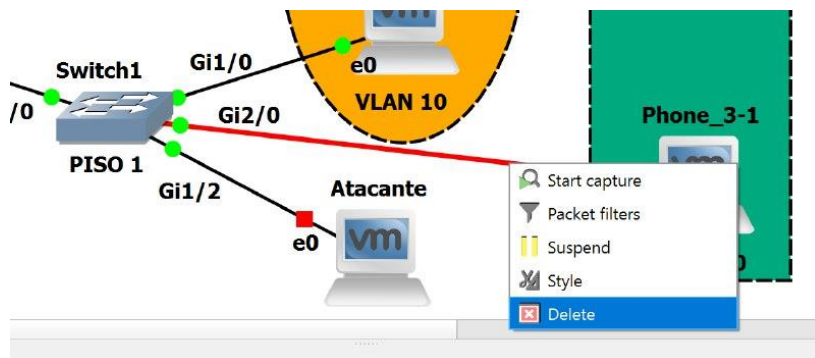 Switch1
Gi1/0
e0
/0
VLAN 10
Gi2/0
Phone_3-1
PISO 1
Gi1/2
Atacante
e0
vm
vm
Start capture
Packet filters
Suspend
Style
Delete